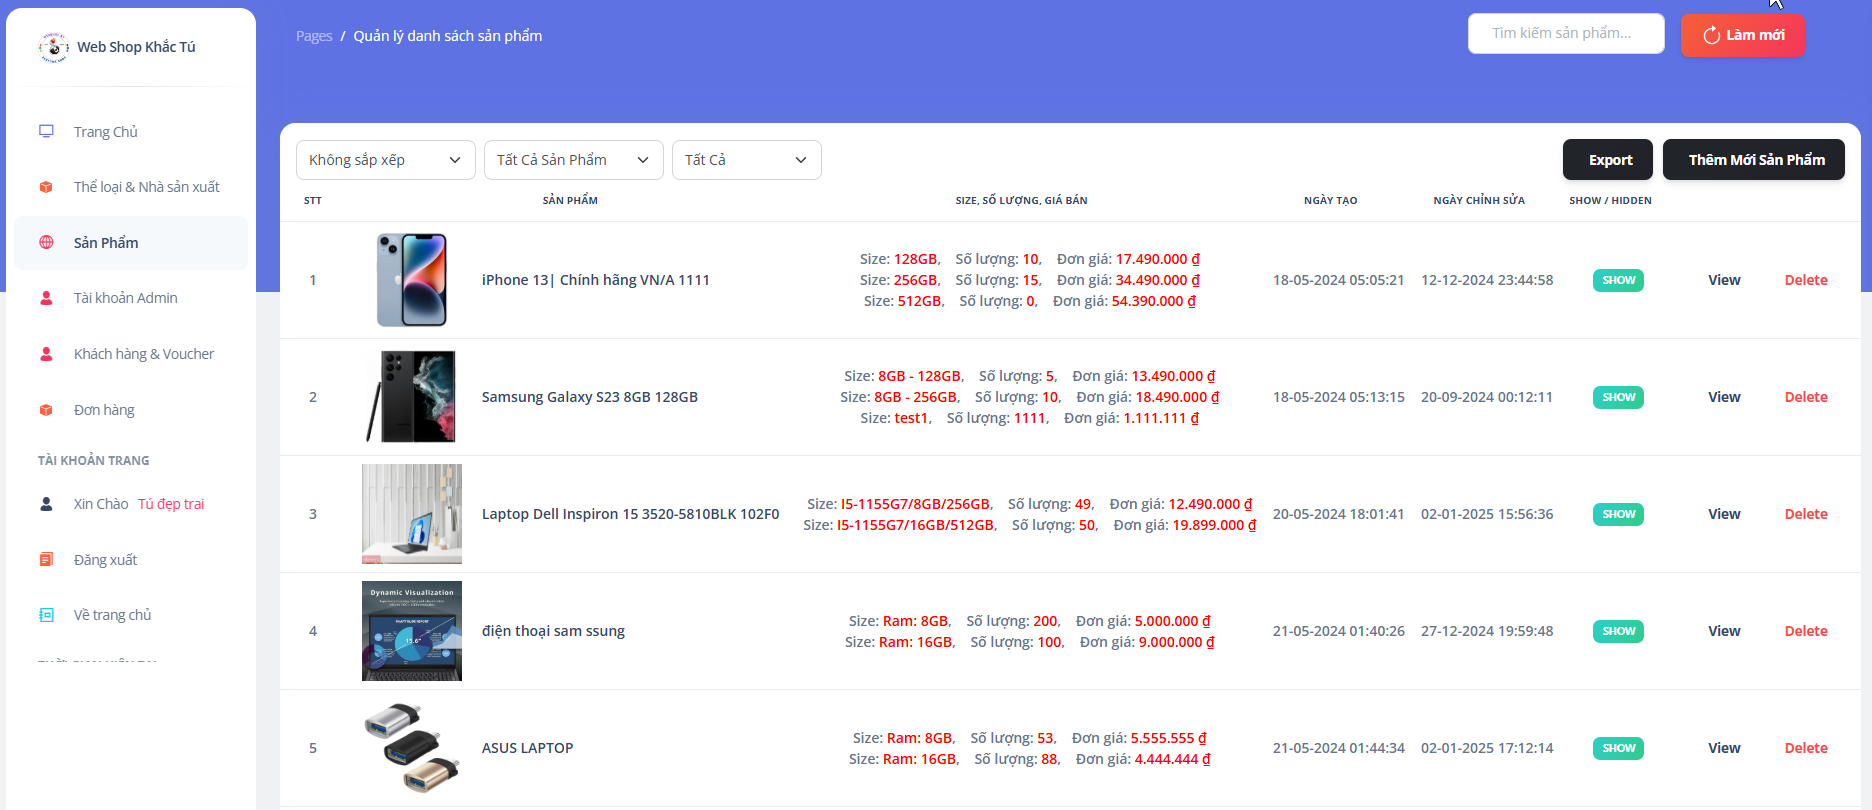 Web Shop Khắc Tú
Trang Chủ
Thể loại & Nhà sản xuất
Sản Phẩm
Tài khoản Admin
Khách hàng & Voucher
Đơn hàng
TÀI KHOẢN TRANG
Xin Chào Tú đẹp trai
Đăng xuất
Về trang chủ
Pages / Quản lý danh sách sản phẩm
Tìm kiếm sản phẩm...
Làm mới
Không sắp xếp
Tất Cả Sản Phẩm
Tất Cả
Export
Thêm Mới Sản Phẩm
STT SẢN PHẨM SIZE, SỐ LƯỢNG, GIÁ BÁN NGÀY TẠO NGÀY CHỈNH SỬA SHOW / HIDDEN
1 iPhone 13| Chính hãng VN/A 1111
Size: 128GB, Số lượng: 10, Đơn giá: 17.490.000 ₫
Size: 256GB, Số lượng: 15, Đơn giá: 34.490.000 ₫
Size: 512GB, Số lượng: 0, Đơn giá: 54.390.000 ₫
18-05-2024 05:05:21 12-12-2024 23:44:58 SHOW View Delete
2 Samsung Galaxy S23 8GB 128GB
Size: 8GB - 128GB, Số lượng: 5, Đơn giá: 13.490.000 ₫
Size: 8GB - 256GB, Số lượng: 10, Đơn giá: 18.490.000 ₫
Size: test1, Số lượng: 1111, Đơn giá: 1.111.111 ₫
18-05-2024 05:13:15 20-09-2024 00:12:11 SHOW View Delete
3 Laptop Dell Inspiron 15 3520-5810BLK 102F0
Size: I5-1155G7/8GB/256GB, Số lượng: 49, Đơn giá: 12.490.000 ₫
Size: I5-1155G7/16GB/512GB, Số lượng: 50, Đơn giá: 19.899.000 ₫
20-05-2024 18:01:41 02-01-2025 15:56:36 SHOW View Delete
Dynamic Visualization
15.6"
4 điện thoại sam ssung
Size: Ram: 8GB, Số lượng: 200, Đơn giá: 5.000.000 ₫
Size: Ram: 16GB, Số lượng: 100, Đơn giá: 9.000.000 ₫
21-05-2024 01:40:26 27-12-2024 19:59:48 SHOW View Delete
5 ASUS LAPTOP
Size: Ram: 8GB, Số lượng: 53, Đơn giá: 5.555.555 ₫
Size: Ram: 16GB, Số lượng: 88, Đơn giá: 4.444.444 ₫
21-05-2024 01:44:34 02-01-2025 17:12:14 SHOW View Delete